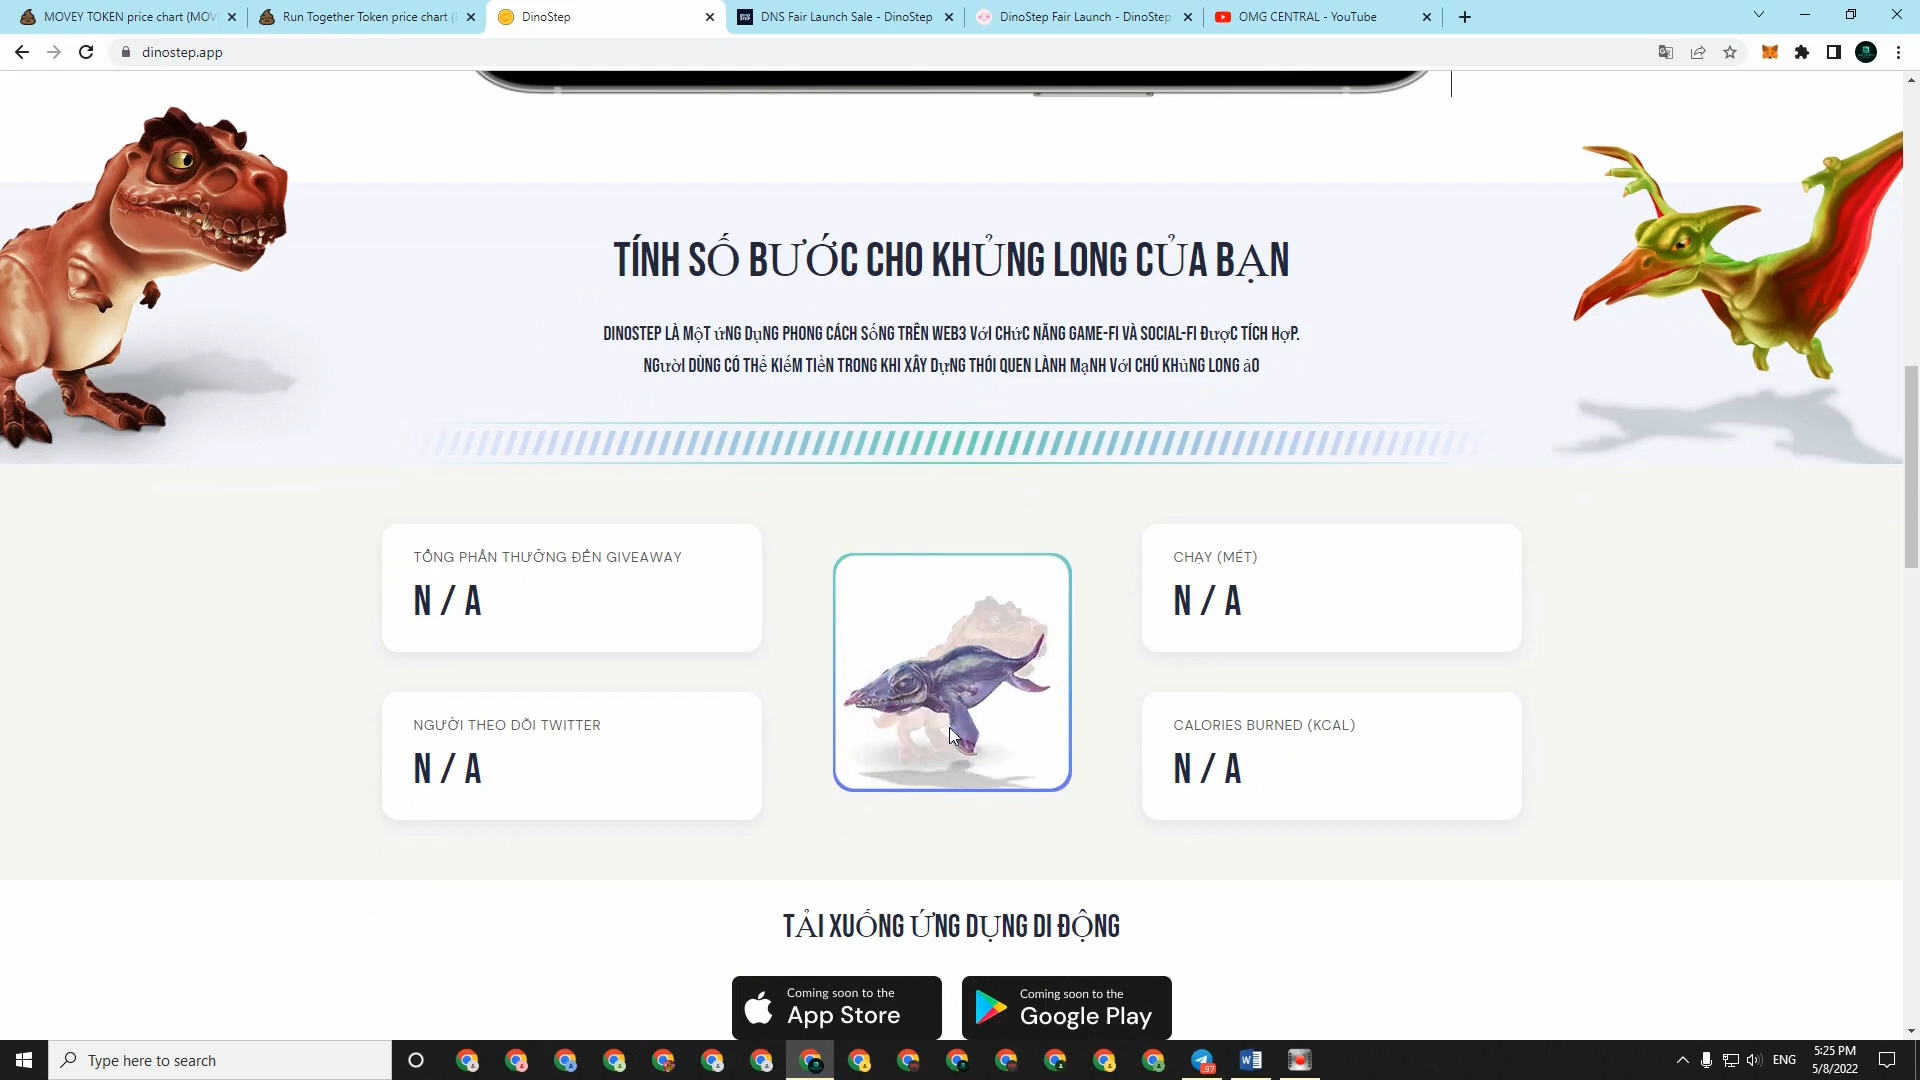 MOVEY TOKEN price chart (MOV
Run Together Token price chart (
DinoStep
DNS Fair Launch Sale - DinoStep
DinoStep Fair Launch - DinoStep
OMG CENTRAL - YouTube
dinostep.app
TÍNH SỐ BƯỚC CHO KHỦNG LONG CỦA BẠN
DINOSTEP LÀ MỘT ỨNG DỤNG PHONG CÁCH SỐNG TRÊN WEB3 VỚI CHỨC NĂNG GAME-FI VÀ SOCIAL-FI ĐƯỢC TÍCH HỢP.
NGƯỜI DÙNG CÓ THỂ KIẾM TIỀN TRONG KHI XÂY DỰNG THÓI QUEN LÀNH MẠNH VỚI CHÚ KHỦNG LONG ẢO
TỔNG PHẦN THƯỞNG ĐẾN GIVEAWAY
N / A
CHẠY (MÉT)
N / A
NGƯỜI THEO DÕI TWITTER
N / A
CALORIES BURNED (KCAL)
N / A
TẢI XUỐNG ỨNG DỤNG DI ĐỘNG
Coming soon to the
App Store
Coming soon to the
Google Play
Type here to search
97
ENG
5:25 PM
5/8/2022